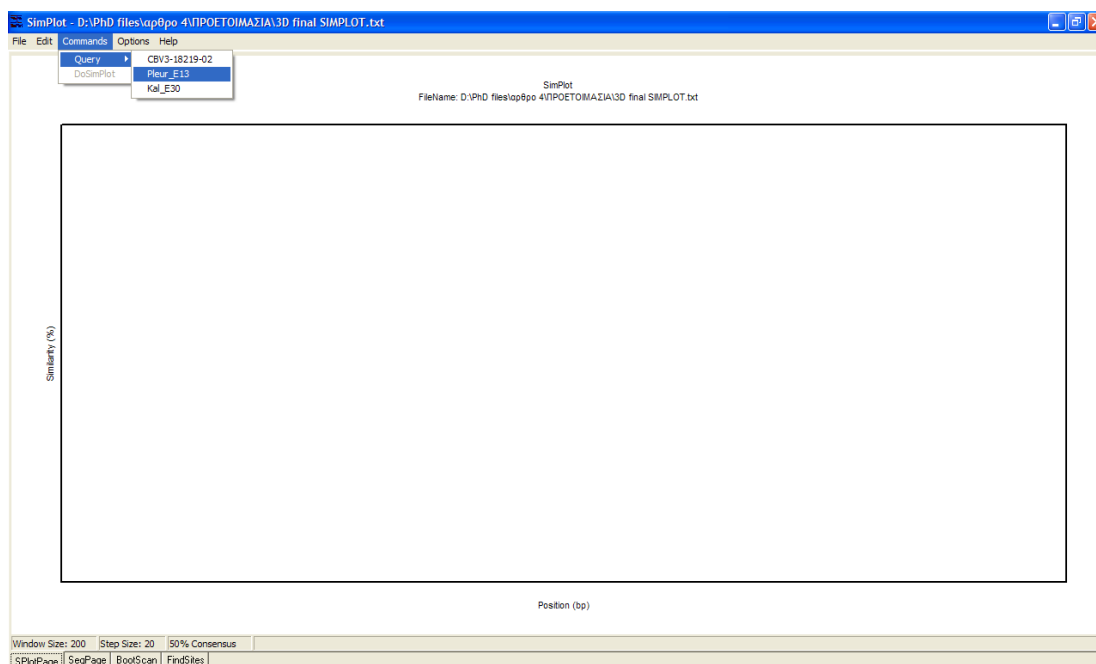 SimPlot - D:\PhD files\αρθρο 4\ΠΡΟΕΤΟΙΜΑΣΙΑ\3D final SIMPLOT.txt
File Edit Commands Options Help
Query
DoSimPlot
CBV3-18219-02
Pleur_E13
Kal_E30
SimPlot
FileName: D:\PhD files\αρθρο 4\ΠΡΟΕΤΟΙΜΑΣΙΑ\3D final SIMPLOT.txt
Similarity (%)
Position (bp)
Window Size: 200 Step Size: 20 50% Consensus
SPlotPage SeqPage BootScan FindSites